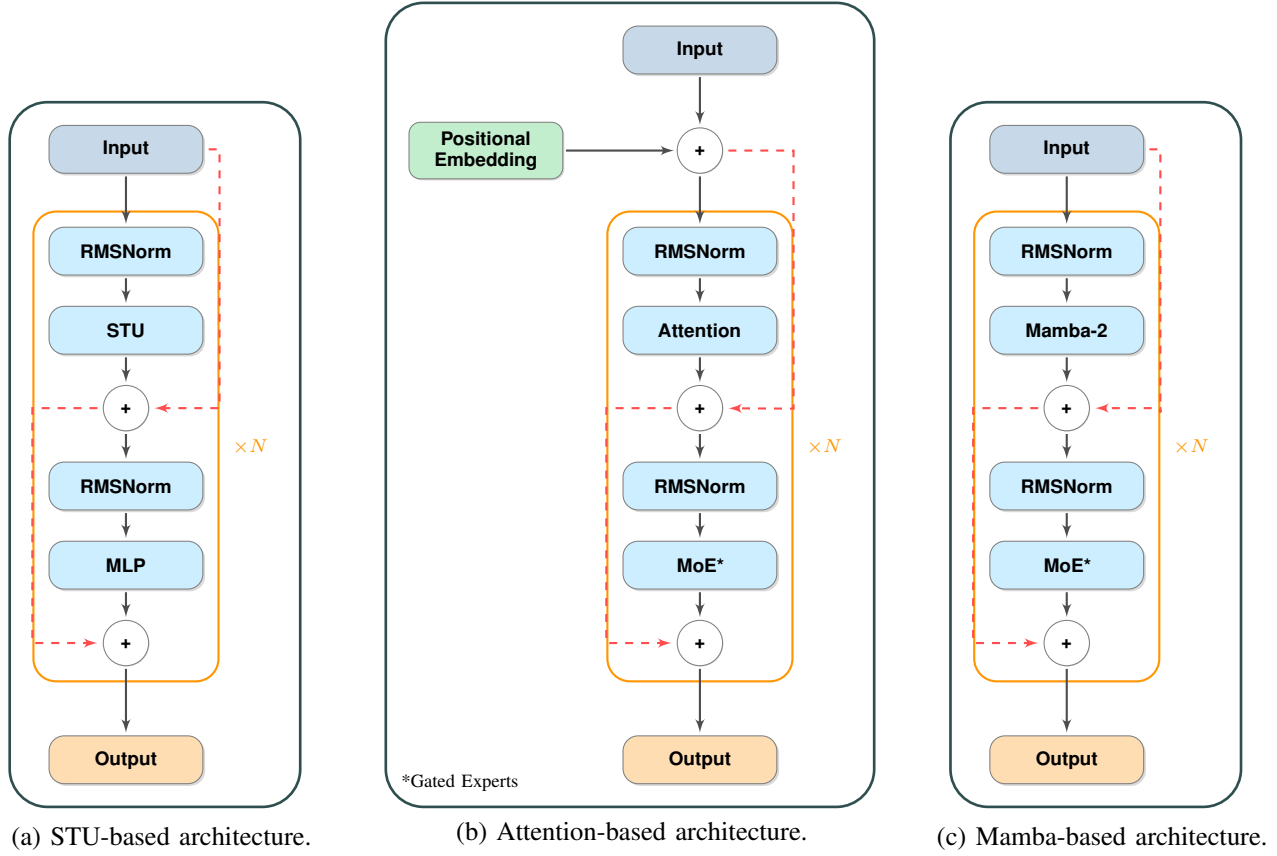 Input
RMSNorm
STU
+
RMSNorm
× N
MLP
+
Output
(a) STU-based architecture.
Input
Positional
Embedding
+
RMSNorm
Attention
+
RMSNorm
× N
MoE*
+
Output
*Gated Experts
(b) Attention-based architecture.
Input
RMSNorm
Mamba-2
+
RMSNorm
× N
MoE*
+
Output
(c) Mamba-based architecture.